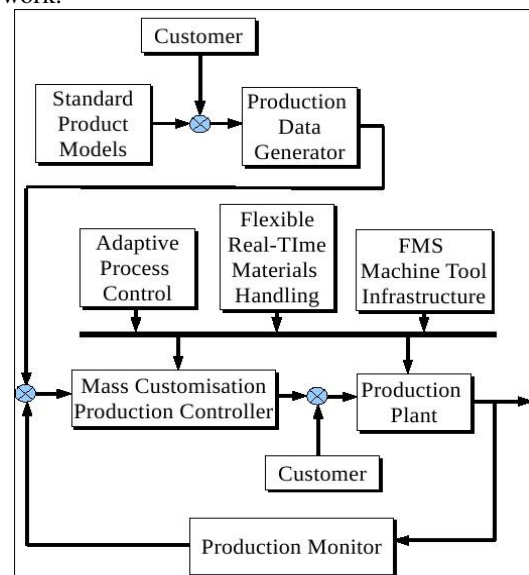 work.
Customer
Standard
Product
Models
Production
Data
Generator
Adaptive
Process
Control
Flexible
Real-TIme
Materials
Handling
FMS
Machine Tool
Infrastructure
Mass Customisation
Production Controller
Production
Plant
Customer
Production Monitor